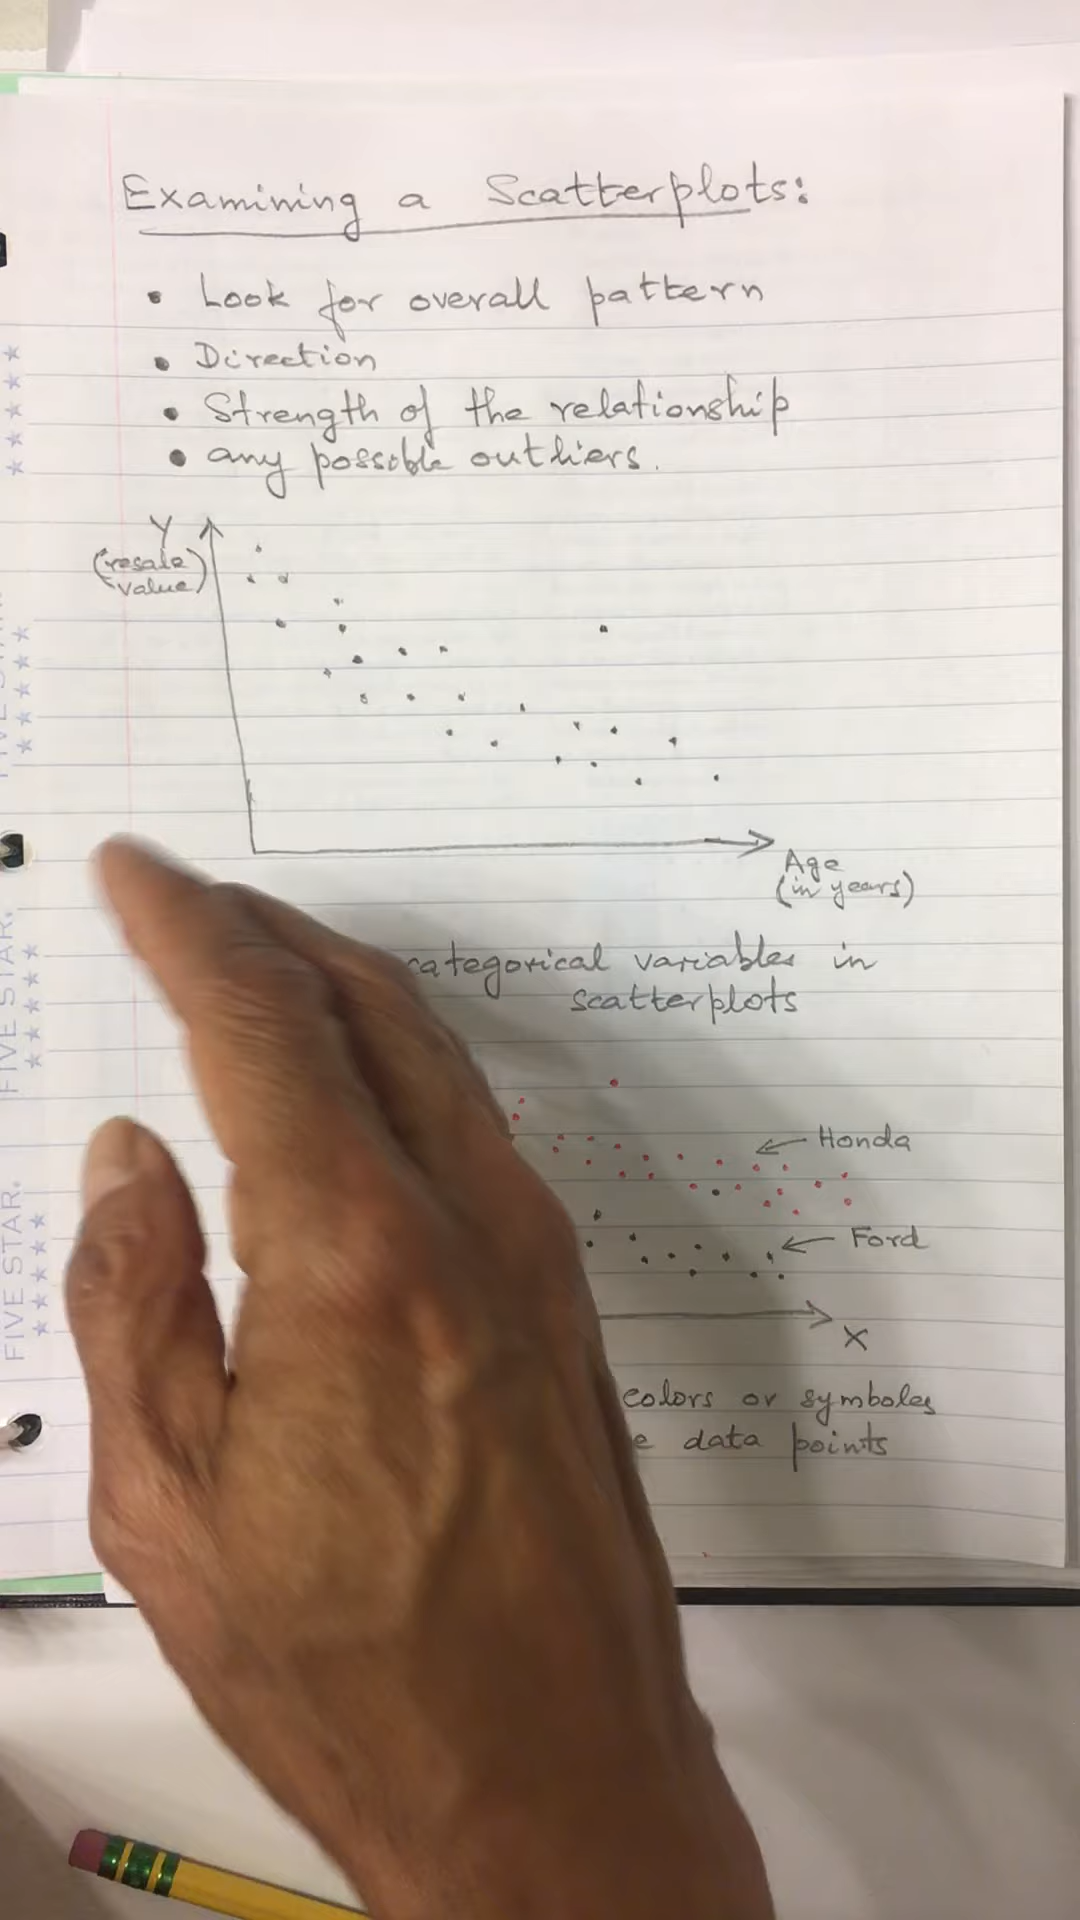 Examining a Scatterplots:
• Look for overall pattern
• Direction
• Strength of the relationship
• any possible outliers.
Y
(resale
value)
Age
(in years)
categorical variables in
scatterplots
Honda
Ford
X
colors or symboles
data points
FIVE STAR.
FIVE STAR.